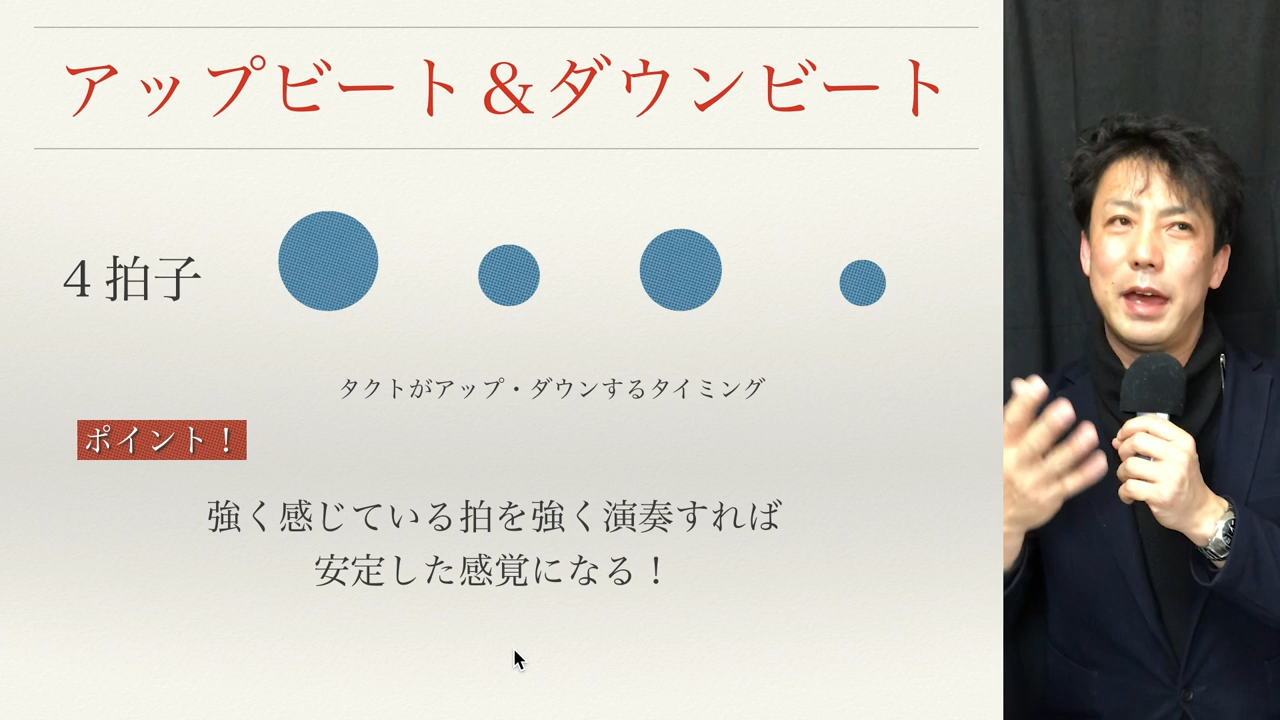 アップビート＆ダウンビート
4 拍子
タクトがアップ・ダウンするタイミング
ポイント！
強く感じている拍を強く演奏すれば
安定した感覚になる！